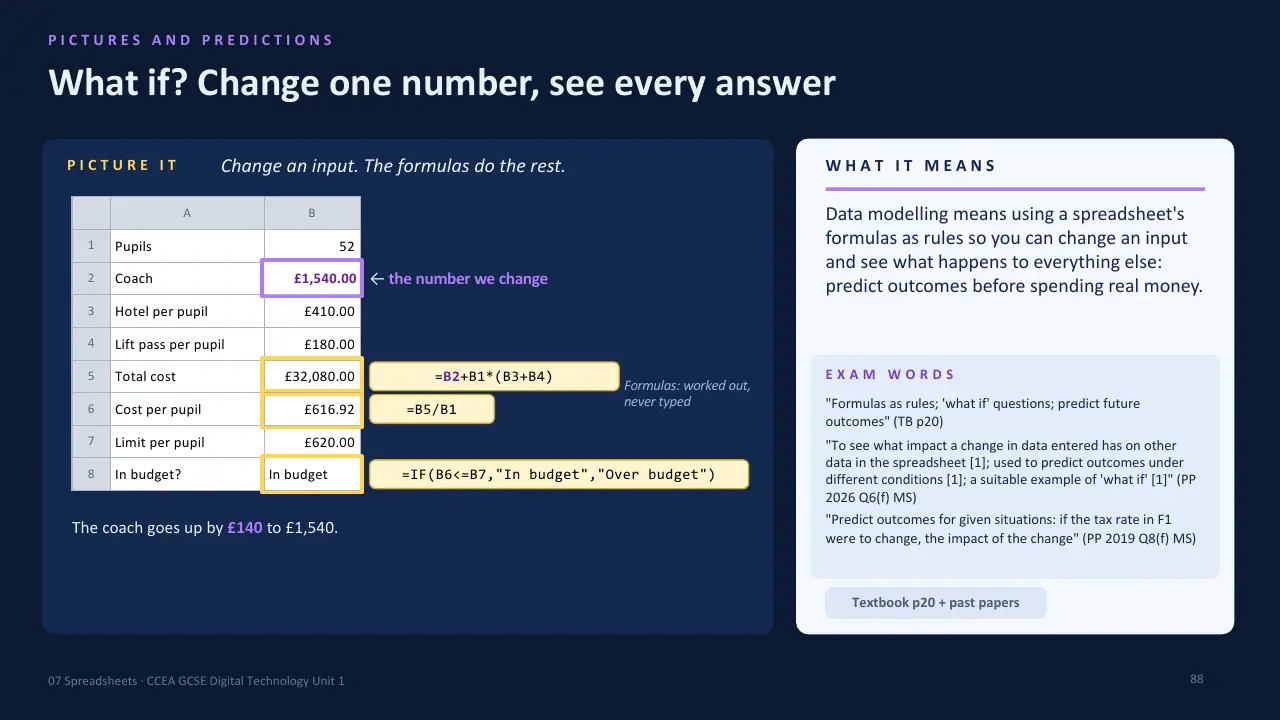 PICTURES AND PREDICTIONS
What if? Change one number, see every answer
PICTURE IT
Change an input. The formulas do the rest.
A B
1 Pupils 52
2 Coach £1,540.00 ← the number we change
3 Hotel per pupil £410.00
4 Lift pass per pupil £180.00
5 Total cost £32,080.00 =B2+B1*(B3+B4)
6 Cost per pupil £616.92 =B5/B1
Formulas: worked out,
never typed
7 Limit per pupil £620.00
8 In budget? In budget =IF(B6<=B7,"In budget","Over budget")
The coach goes up by £140 to £1,540.
WHAT IT MEANS
Data modelling means using a spreadsheet's
formulas as rules so you can change an input
and see what happens to everything else:
predict outcomes before spending real money.
EXAM WORDS
"Formulas as rules; 'what if' questions; predict future
outcomes" (TB p20)
"To see what impact a change in data entered has on other
data in the spreadsheet [1]; used to predict outcomes under
different conditions [1]; a suitable example of 'what if' [1]" (PP
2026 Q6(f) MS)
"Predict outcomes for given situations: if the tax rate in F1
were to change, the impact of the change" (PP 2019 Q8(f) MS)
Textbook p20 + past papers
07 Spreadsheets · CCEA GCSE Digital Technology Unit 1
88